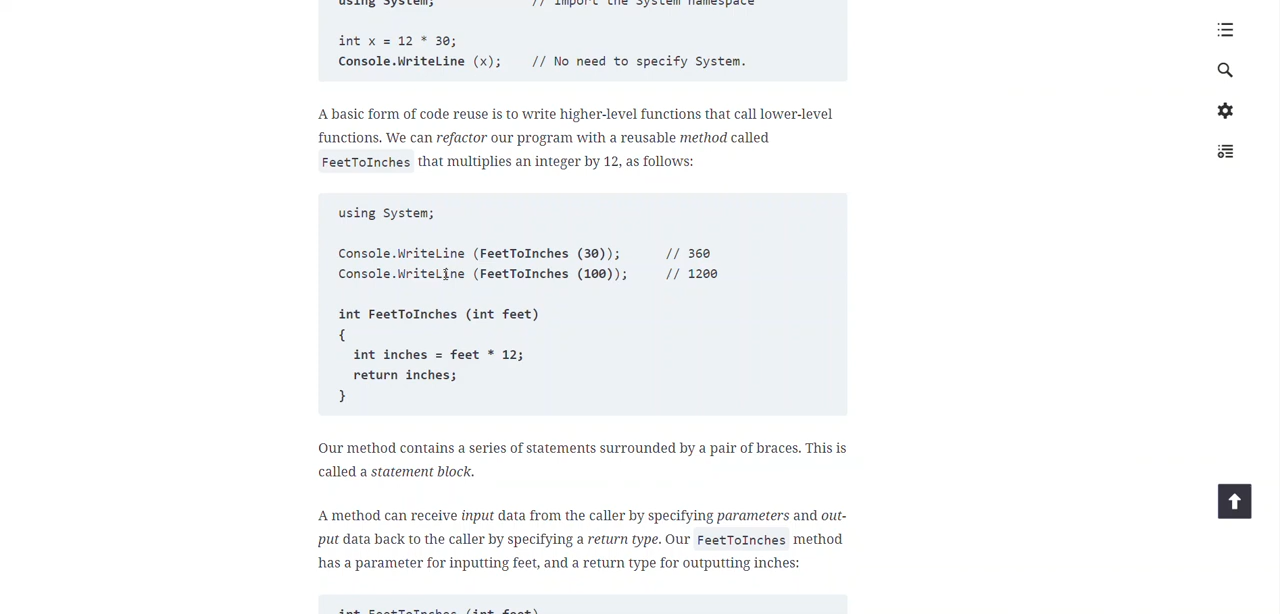 using System;             // Import the System namespace
int x = 12 * 30;
Console.WriteLine (x);    // No need to specify System.
A basic form of code reuse is to write higher-level functions that call lower-level
functions. We can refactor our program with a reusable method called
FeetToInches that multiplies an integer by 12, as follows:
using System;
Console.WriteLine (FeetToInches (30));      // 360
Console.WriteLine (FeetToInches (100));     // 1200
int FeetToInches (int feet)
{
  int inches = feet * 12;
  return inches;
}
Our method contains a series of statements surrounded by a pair of braces. This is
called a statement block.
A method can receive input data from the caller by specifying parameters and out-
put data back to the caller by specifying a return type. Our FeetToInches method
has a parameter for inputting feet, and a return type for outputting inches:
int FeetToInches (int feet)